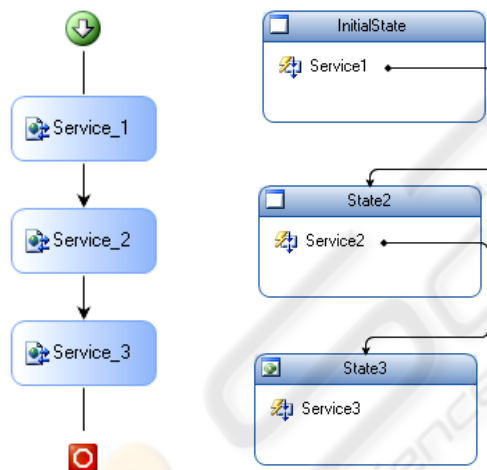 Service_1
Service_2
Service_3
InitialState
Service1
State2
Service2
State3
Service3